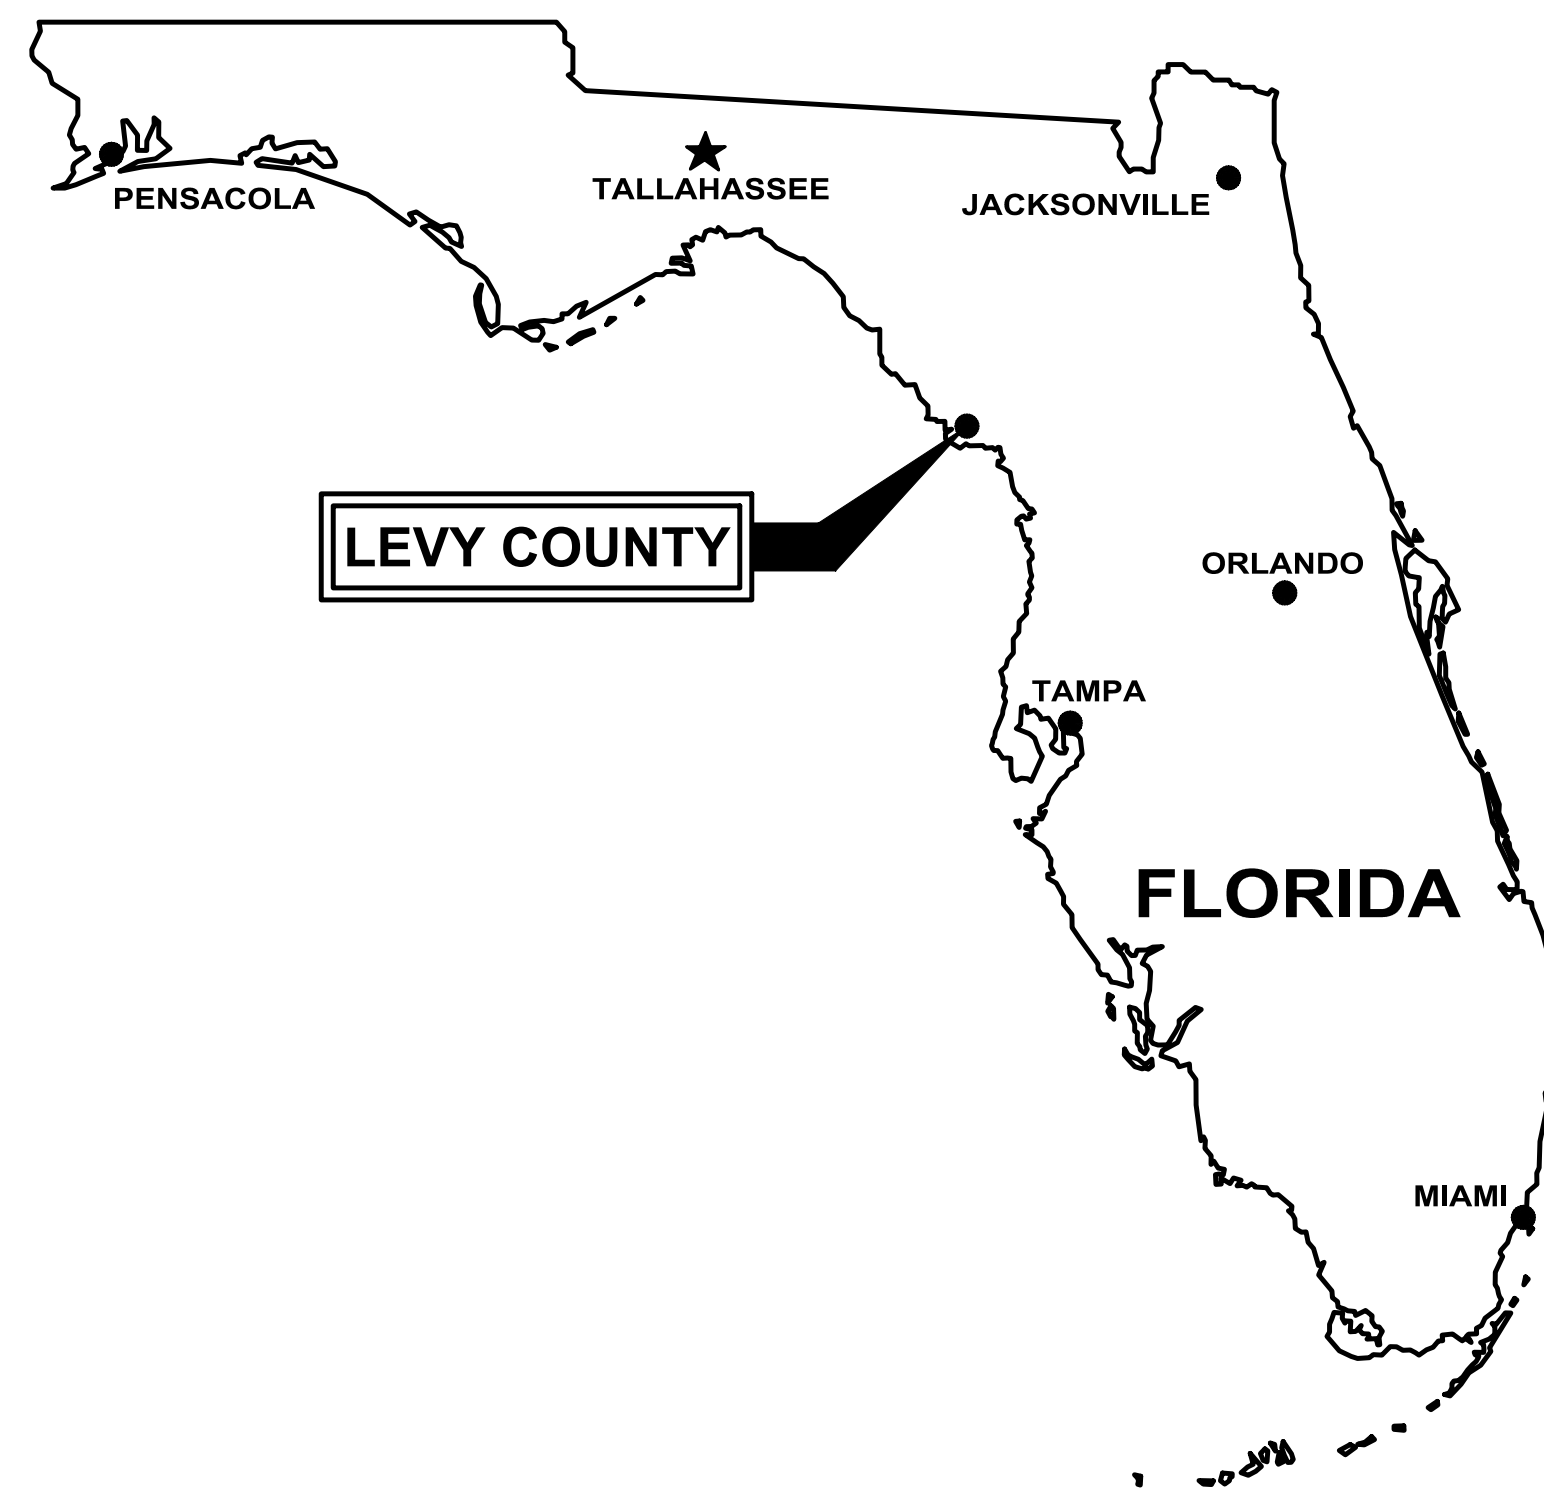 TALLAHASSEE
PENSACOLA
JACKSONVILLE
LEVY COUNTY
ORLANDO
TAMPA
FLORIDA
MIAMI